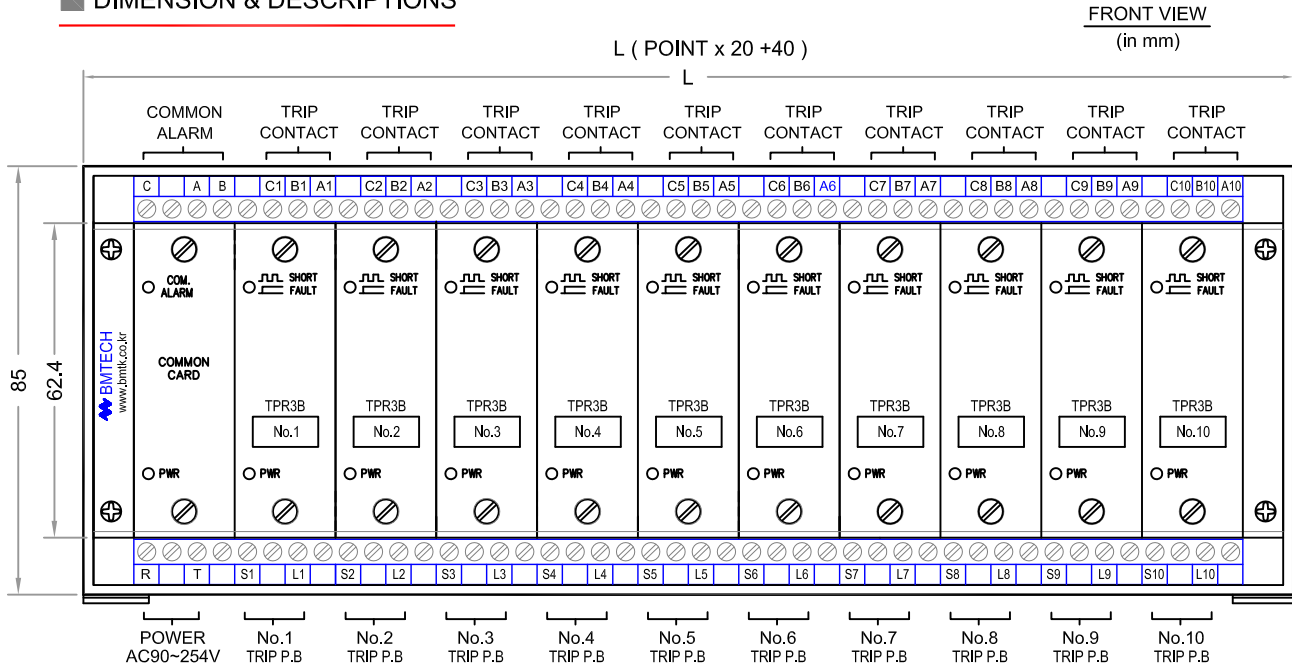 DIMENSION & DESCRIPTIONS
FRONT VIEW
(in mm)
L ( POINT x 20 +40 )
L
COMMON ALARM TRIP CONTACT TRIP CONTACT TRIP CONTACT TRIP CONTACT TRIP CONTACT TRIP CONTACT TRIP CONTACT TRIP CONTACT TRIP CONTACT TRIP CONTACT
C A B C1 B1 A1 C2 B2 A2 C3 B3 A3 C4 B4 A4 C5 B5 A5 C6 B6 A6 C7 B7 A7 C8 B8 A8 C9 B9 A9 C10 B10 A10
85
62.4
BMTECH
www.bmtk.co.kr
COM. ALARM
COMMON CARD
PWR
SHORT FAULT
TPR3B
No.1
PWR
SHORT FAULT
TPR3B
No.2
PWR
SHORT FAULT
TPR3B
No.3
PWR
SHORT FAULT
TPR3B
No.4
PWR
SHORT FAULT
TPR3B
No.5
PWR
SHORT FAULT
TPR3B
No.6
PWR
SHORT FAULT
TPR3B
No.7
PWR
SHORT FAULT
TPR3B
No.8
PWR
SHORT FAULT
TPR3B
No.9
PWR
SHORT FAULT
TPR3B
No.10
PWR
R T S1 L1 S2 L2 S3 L3 S4 L4 S5 L5 S6 L6 S7 L7 S8 L8 S9 L9 S10 L10
POWER No.1 No.2 No.3 No.4 No.5 No.6 No.7 No.8 No.9 No.10
AC90~254V TRIP P.B TRIP P.B TRIP P.B TRIP P.B TRIP P.B TRIP P.B TRIP P.B TRIP P.B TRIP P.B TRIP P.B